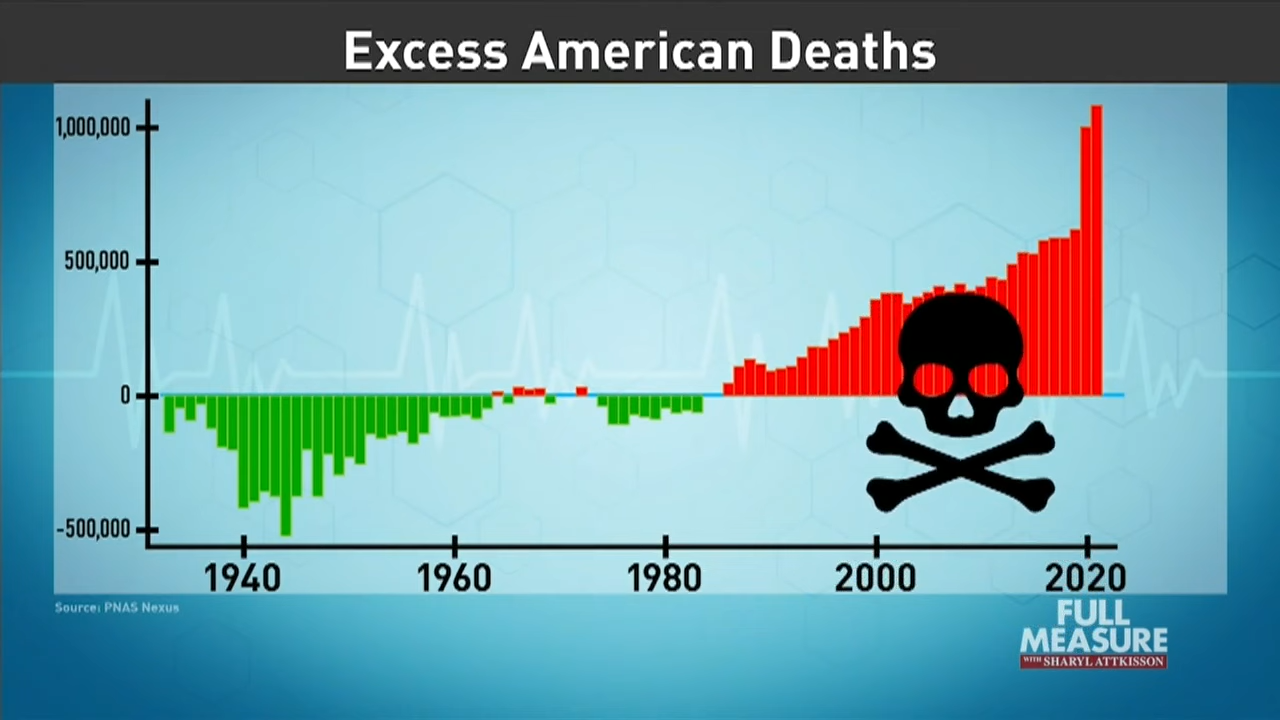 Excess American Deaths
1,000,000
500,000
0
-500,000
1940 1960 1980 2000 2020
Source: PNAS Nexus
FULL
MEASURE
WITH SHARYL ATTKISSON